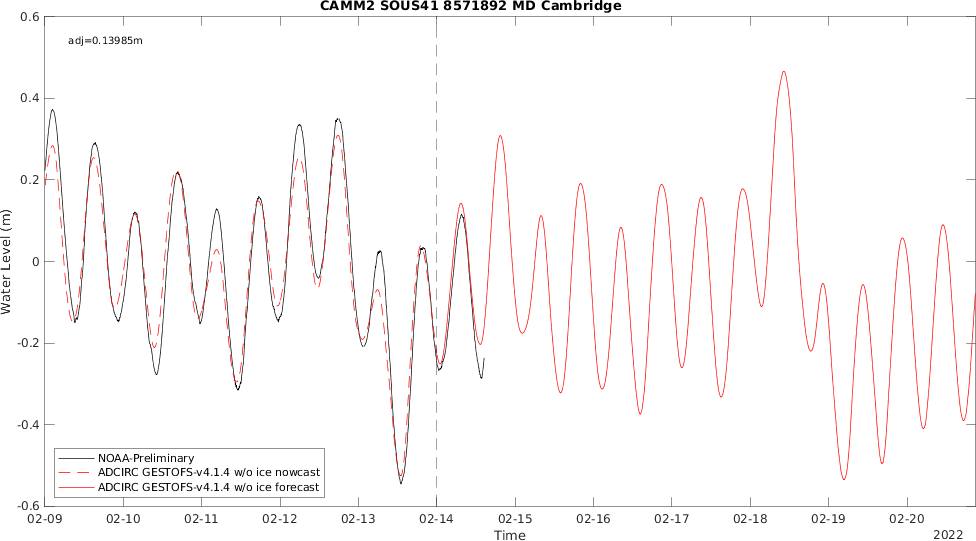 CAMM2 SOUS41 8571892 MD Cambridge
adj=0.13985m
Water Level (m)
0.6
0.4
0.2
0
-0.2
-0.4
-0.6
NOAA-Preliminary
ADCIRC GESTOFS-v4.1.4 w/o ice nowcast
ADCIRC GESTOFS-v4.1.4 w/o ice forecast
02-09 02-10 02-11 02-12 02-13 02-14 02-15 02-16 02-17 02-18 02-19 02-20
Time
2022